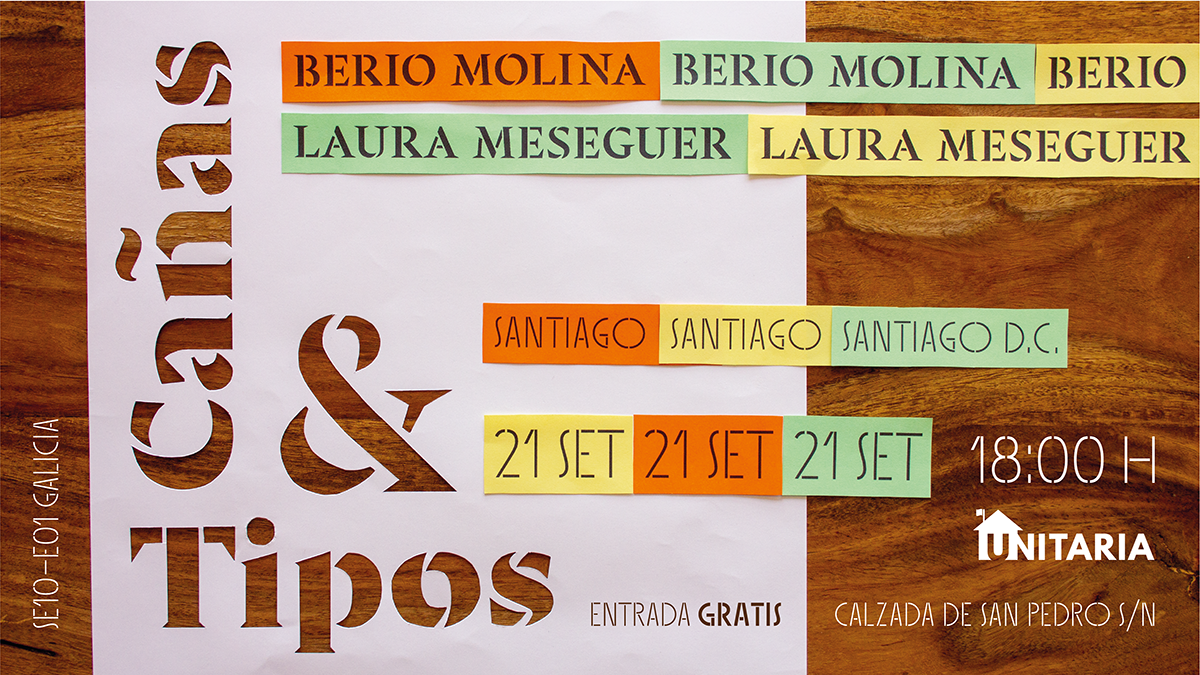 BERIO MOLINA BERIO MOLINA BERIO
LAURA MESEGUER LAURA MESEGUER
Cañas
&
Tipos
SANTIAGO SANTIAGO SANTIAGO D.C.
21 SET 21 SET 21 SET
18:00 H
UNITARIA
SE10-E01 GALICIA
ENTRADA GRATIS
CALZADA DE SAN PEDRO S/N